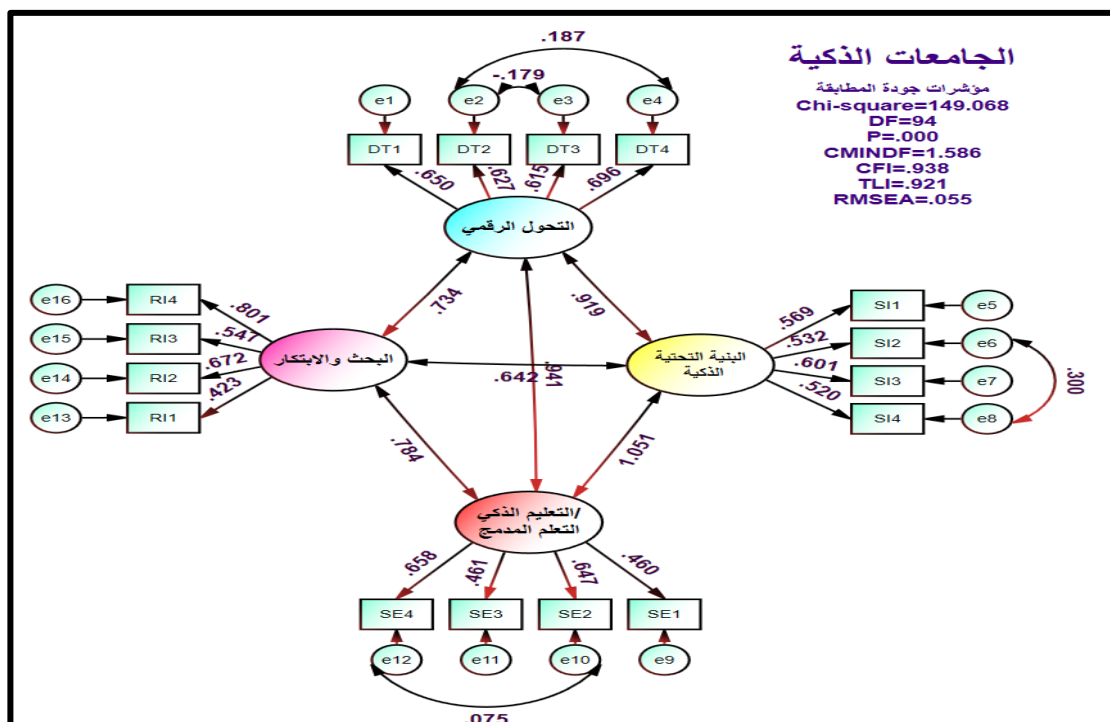 الجامعات الذكية
مؤشرات جودة المطابقة
Chi-square=149.068
DF=94
P=.000
CMINDF=1.586
CFI=.938
TLI=.921
RMSEA=.055
.187
-.179
e1
e2
e3
e4
DT1
DT2
DT3
DT4
.650
.627
.615
.696
التحول الرقمي
.734
.919
e16
RI4
.801
e15
RI3
.547
e14
RI2
.672
e13
RI1
.423
البحث والابتكار
.642
.941
البنية التحتية
الذكية
.569
SI1
e5
.532
SI2
e6
.601
SI3
e7
.520
SI4
e8
.300
.784
1.051
التعليم الذكي/
التعلم المدمج
.658
.461
.647
.460
SE4
SE3
SE2
SE1
e12
e11
e10
e9
.075